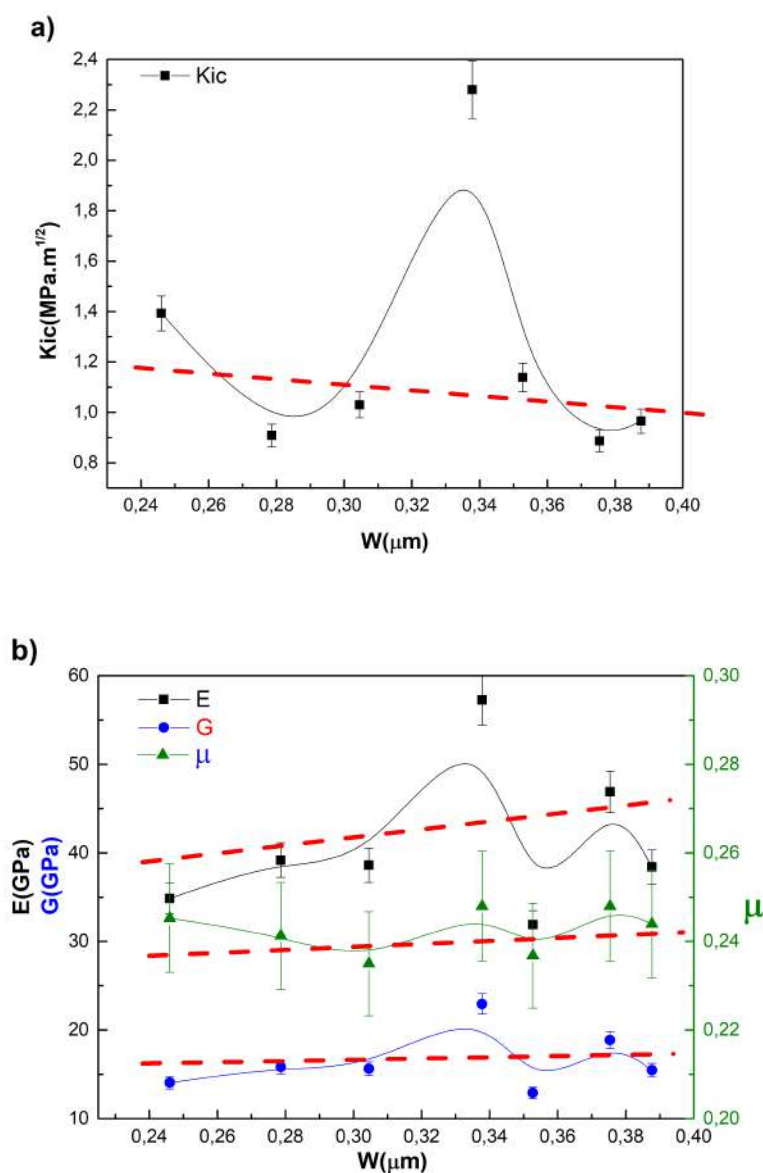 a)
Kic
2,4
2,2
2,0
1,8
1,6
1,4
1,2
1,0
0,8
Kic(MPa.m1/2)
0,24 0,26 0,28 0,30 0,32 0,34 0,36 0,38 0,40
W(μm)
b)
E
G
μ
60
50
40
30
20
10
E(GPa)
G(GPa)
0,30
0,28
0,26
0,24
0,22
0,20
μ
0,24 0,26 0,28 0,30 0,32 0,34 0,36 0,38 0,40
W(μm)